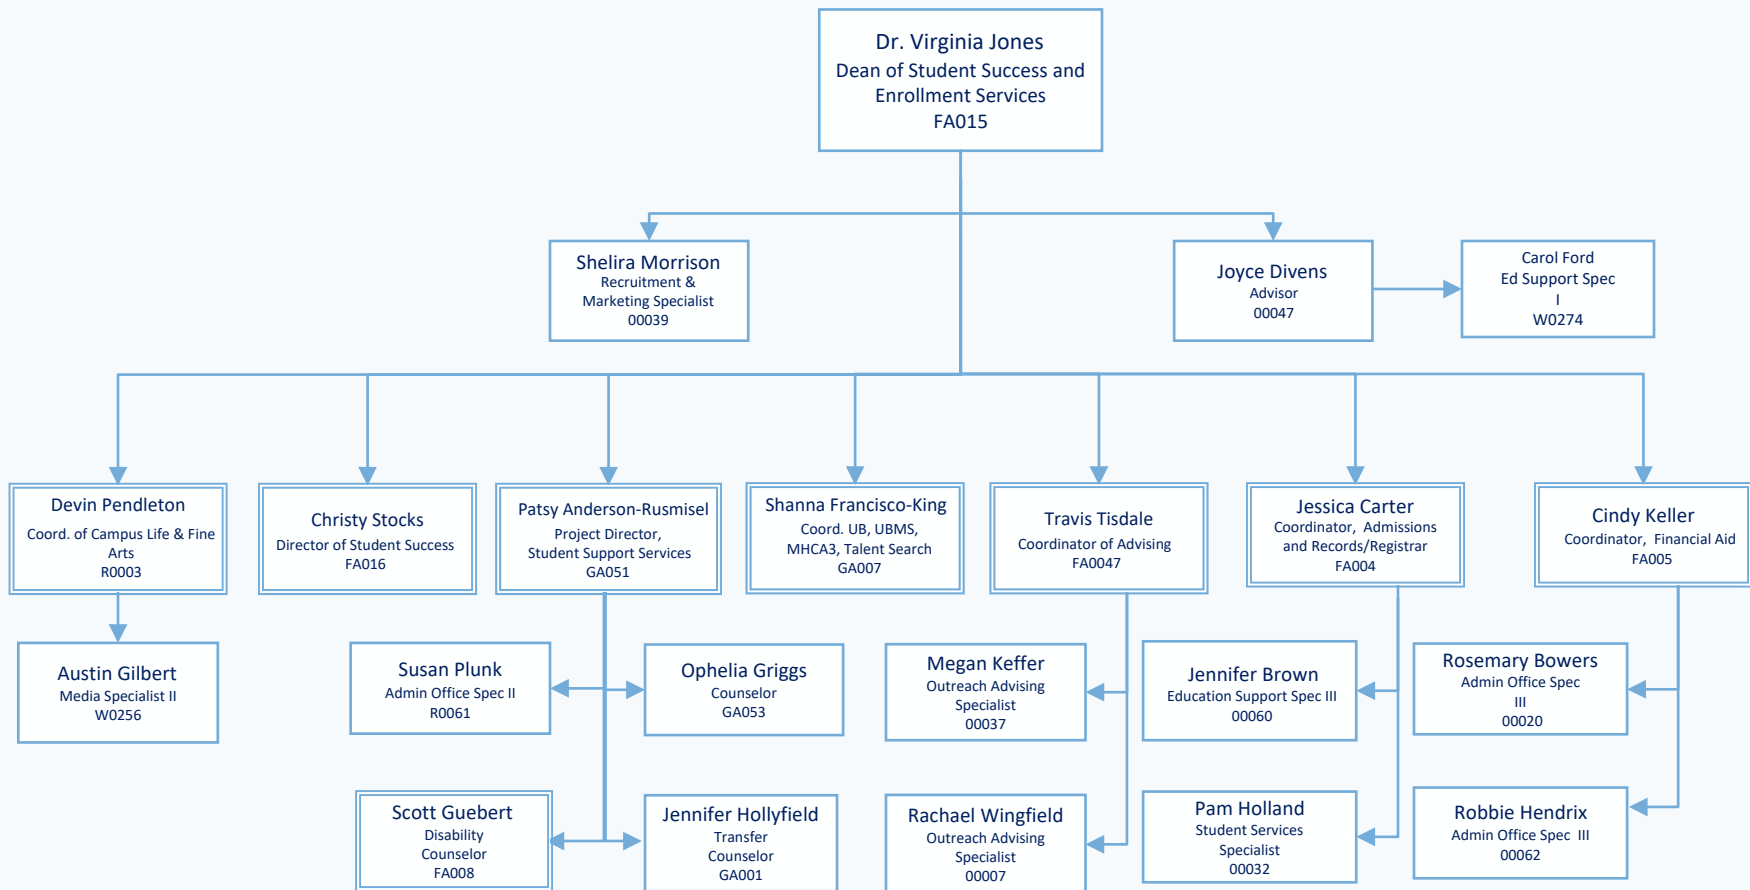 Dr. Virginia Jones
Dean of Student Success and
Enrollment Services
FA015
Shelira Morrison
Recruitment &
Marketing Specialist
00039
Joyce Divens
Advisor
00047
Carol Ford
Ed Support Spec
I
W0274
Devin Pendleton
Coord. of Campus Life & Fine
Arts
R0003
Christy Stocks
Director of Student Success
FA016
Patsy Anderson-Rusmisel
Project Director,
Student Support Services
GA051
Shanna Francisco-King
Coord. UB, UBMS,
MHCA3, Talent Search
GA007
Travis Tisdale
Coordinator of Advising
FA0047
Jessica Carter
Coordinator, Admissions
and Records/Registrar
FA004
Cindy Keller
Coordinator, Financial Aid
FA005
Austin Gilbert
Media Specialist II
W0256
Susan Plunk
Admin Office Spec II
R0061
Ophelia Griggs
Counselor
GA053
Megan Keffer
Outreach Advising
Specialist
00037
Jennifer Brown
Education Support Spec III
00060
Rosemary Bowers
Admin Office Spec
III
00020
Scott Guebert
Disability
Counselor
FA008
Jennifer Hollyfield
Transfer
Counselor
GA001
Rachael Wingfield
Outreach Advising
Specialist
00007
Pam Holland
Student Services
Specialist
00032
Robbie Hendrix
Admin Office Spec III
00062